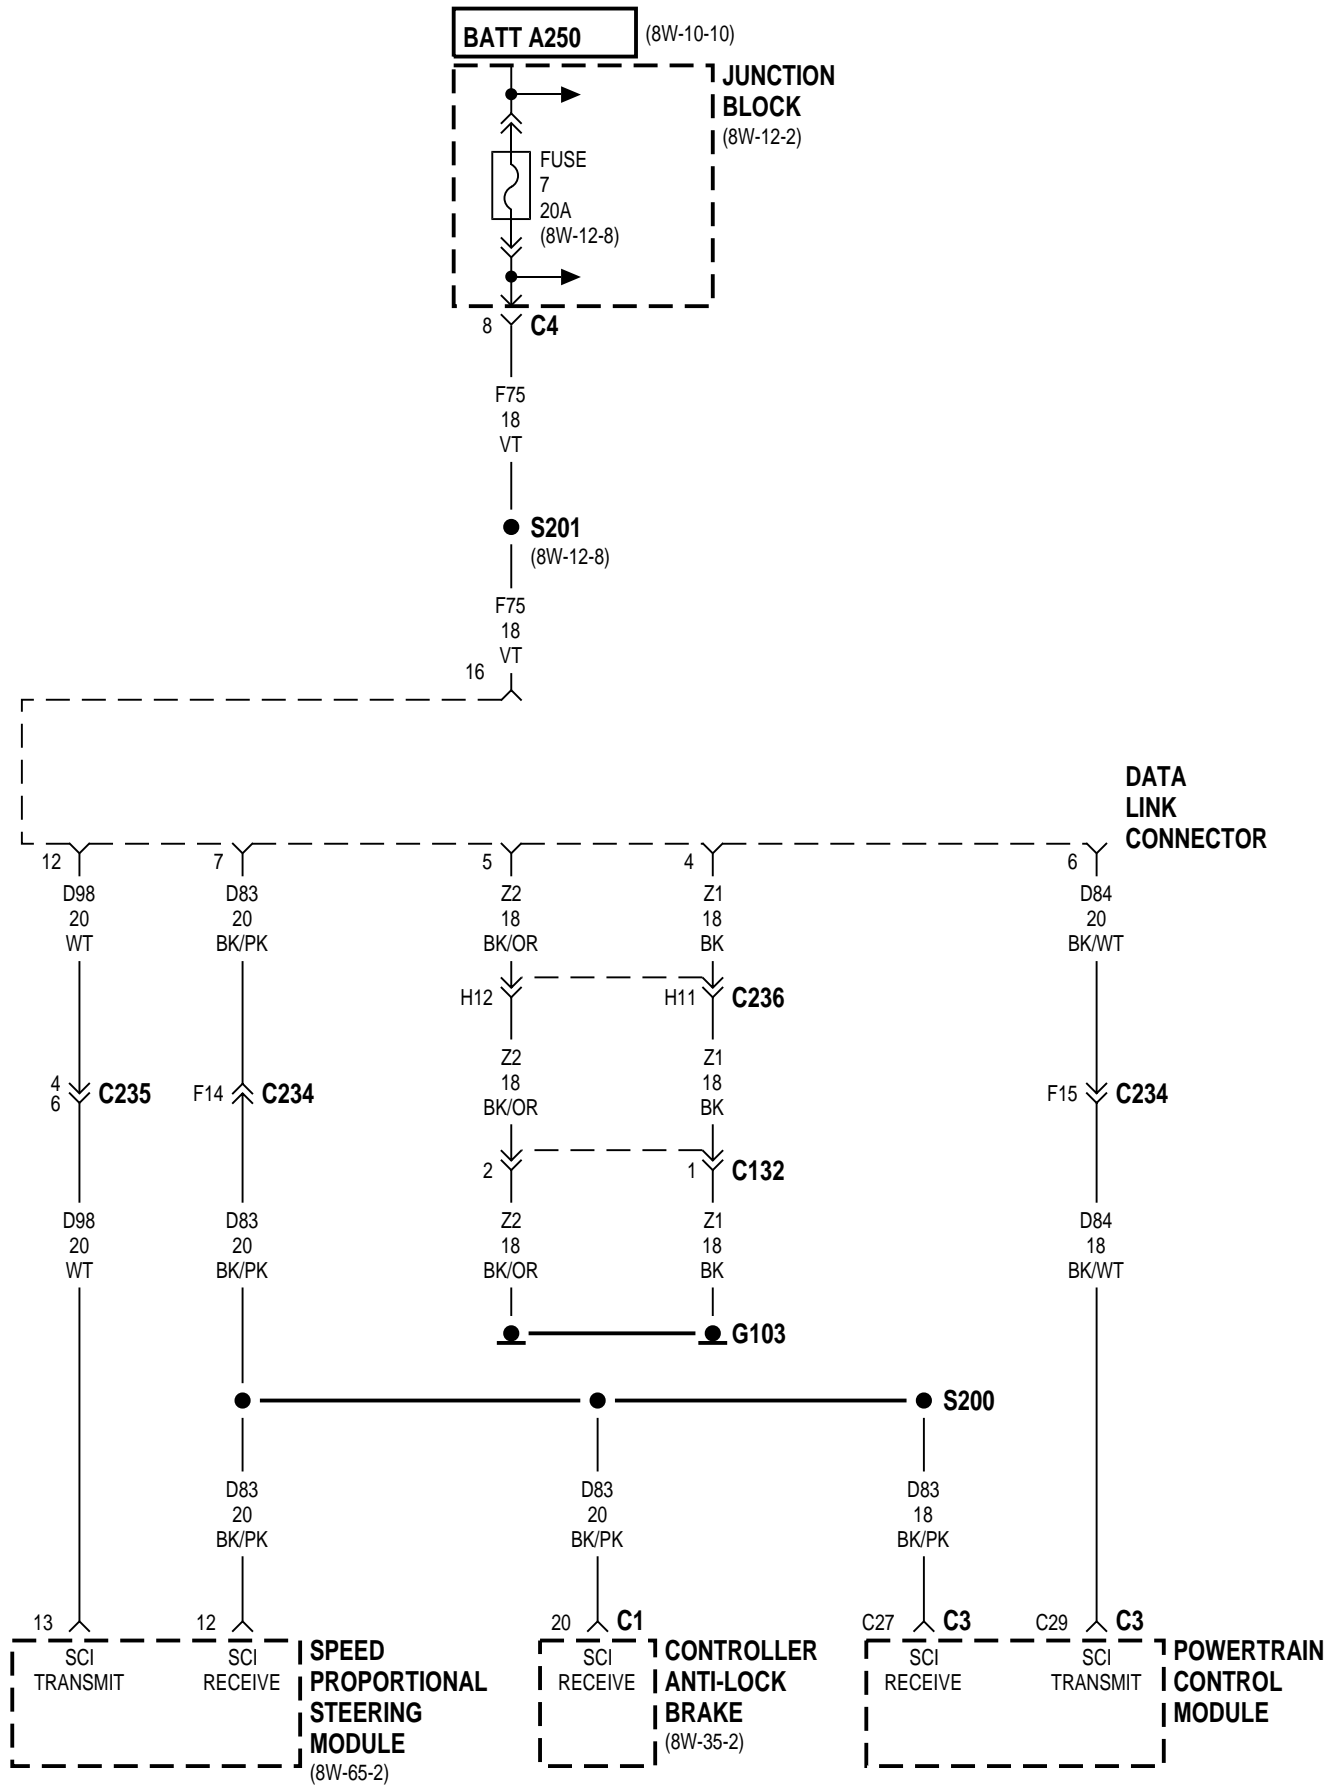 BATT A250 (8W-10-10)
JUNCTION
BLOCK
(8W-12-2)
FUSE
7
20A
(8W-12-8)
8 C4
F75
18
VT
S201
(8W-12-8)
F75
18
VT
16
DATA
LINK
CONNECTOR
12 7 5 4 6
D98 D83 Z2 Z1 D84
20 20 18 18 20
WT BK/PK BK/OR BK BK/WT
H12 H11 C236
Z2 Z1
18 18
BK/OR BK
4
6 C235 F14 C234 F15 C234
2 1 C132
D98 D83 Z2 Z1 D84
20 20 18 18 18
WT BK/PK BK/OR BK BK/WT
G103
S200
D83 D83 D83
20 20 18
BK/PK BK/PK BK/PK
13 12 20 C1 C27 C3 C29 C3
SCI
TRANSMIT
SCI
RECEIVE
SPEED
PROPORTIONAL
STEERING
MODULE
(8W-65-2)
SCI
RECEIVE
CONTROLLER
ANTI-LOCK
BRAKE
(8W-35-2)
SCI
RECEIVE
SCI
TRANSMIT
POWERTRAIN
CONTROL
MODULE